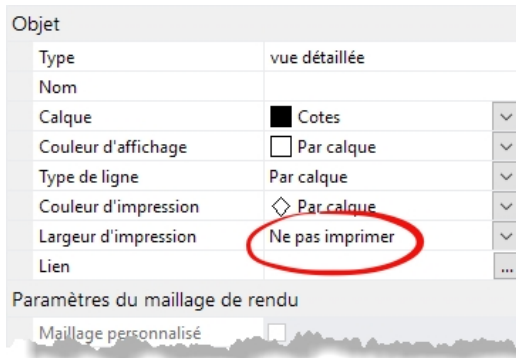 Objet
Type vue détaillée
Nom
Calque Cotes
Couleur d'affichage Par calque
Type de ligne Par calque
Couleur d'impression Par calque
Largeur d'impression Ne pas imprimer
Lien ...
Paramètres du maillage de rendu
Maillage personnalisé